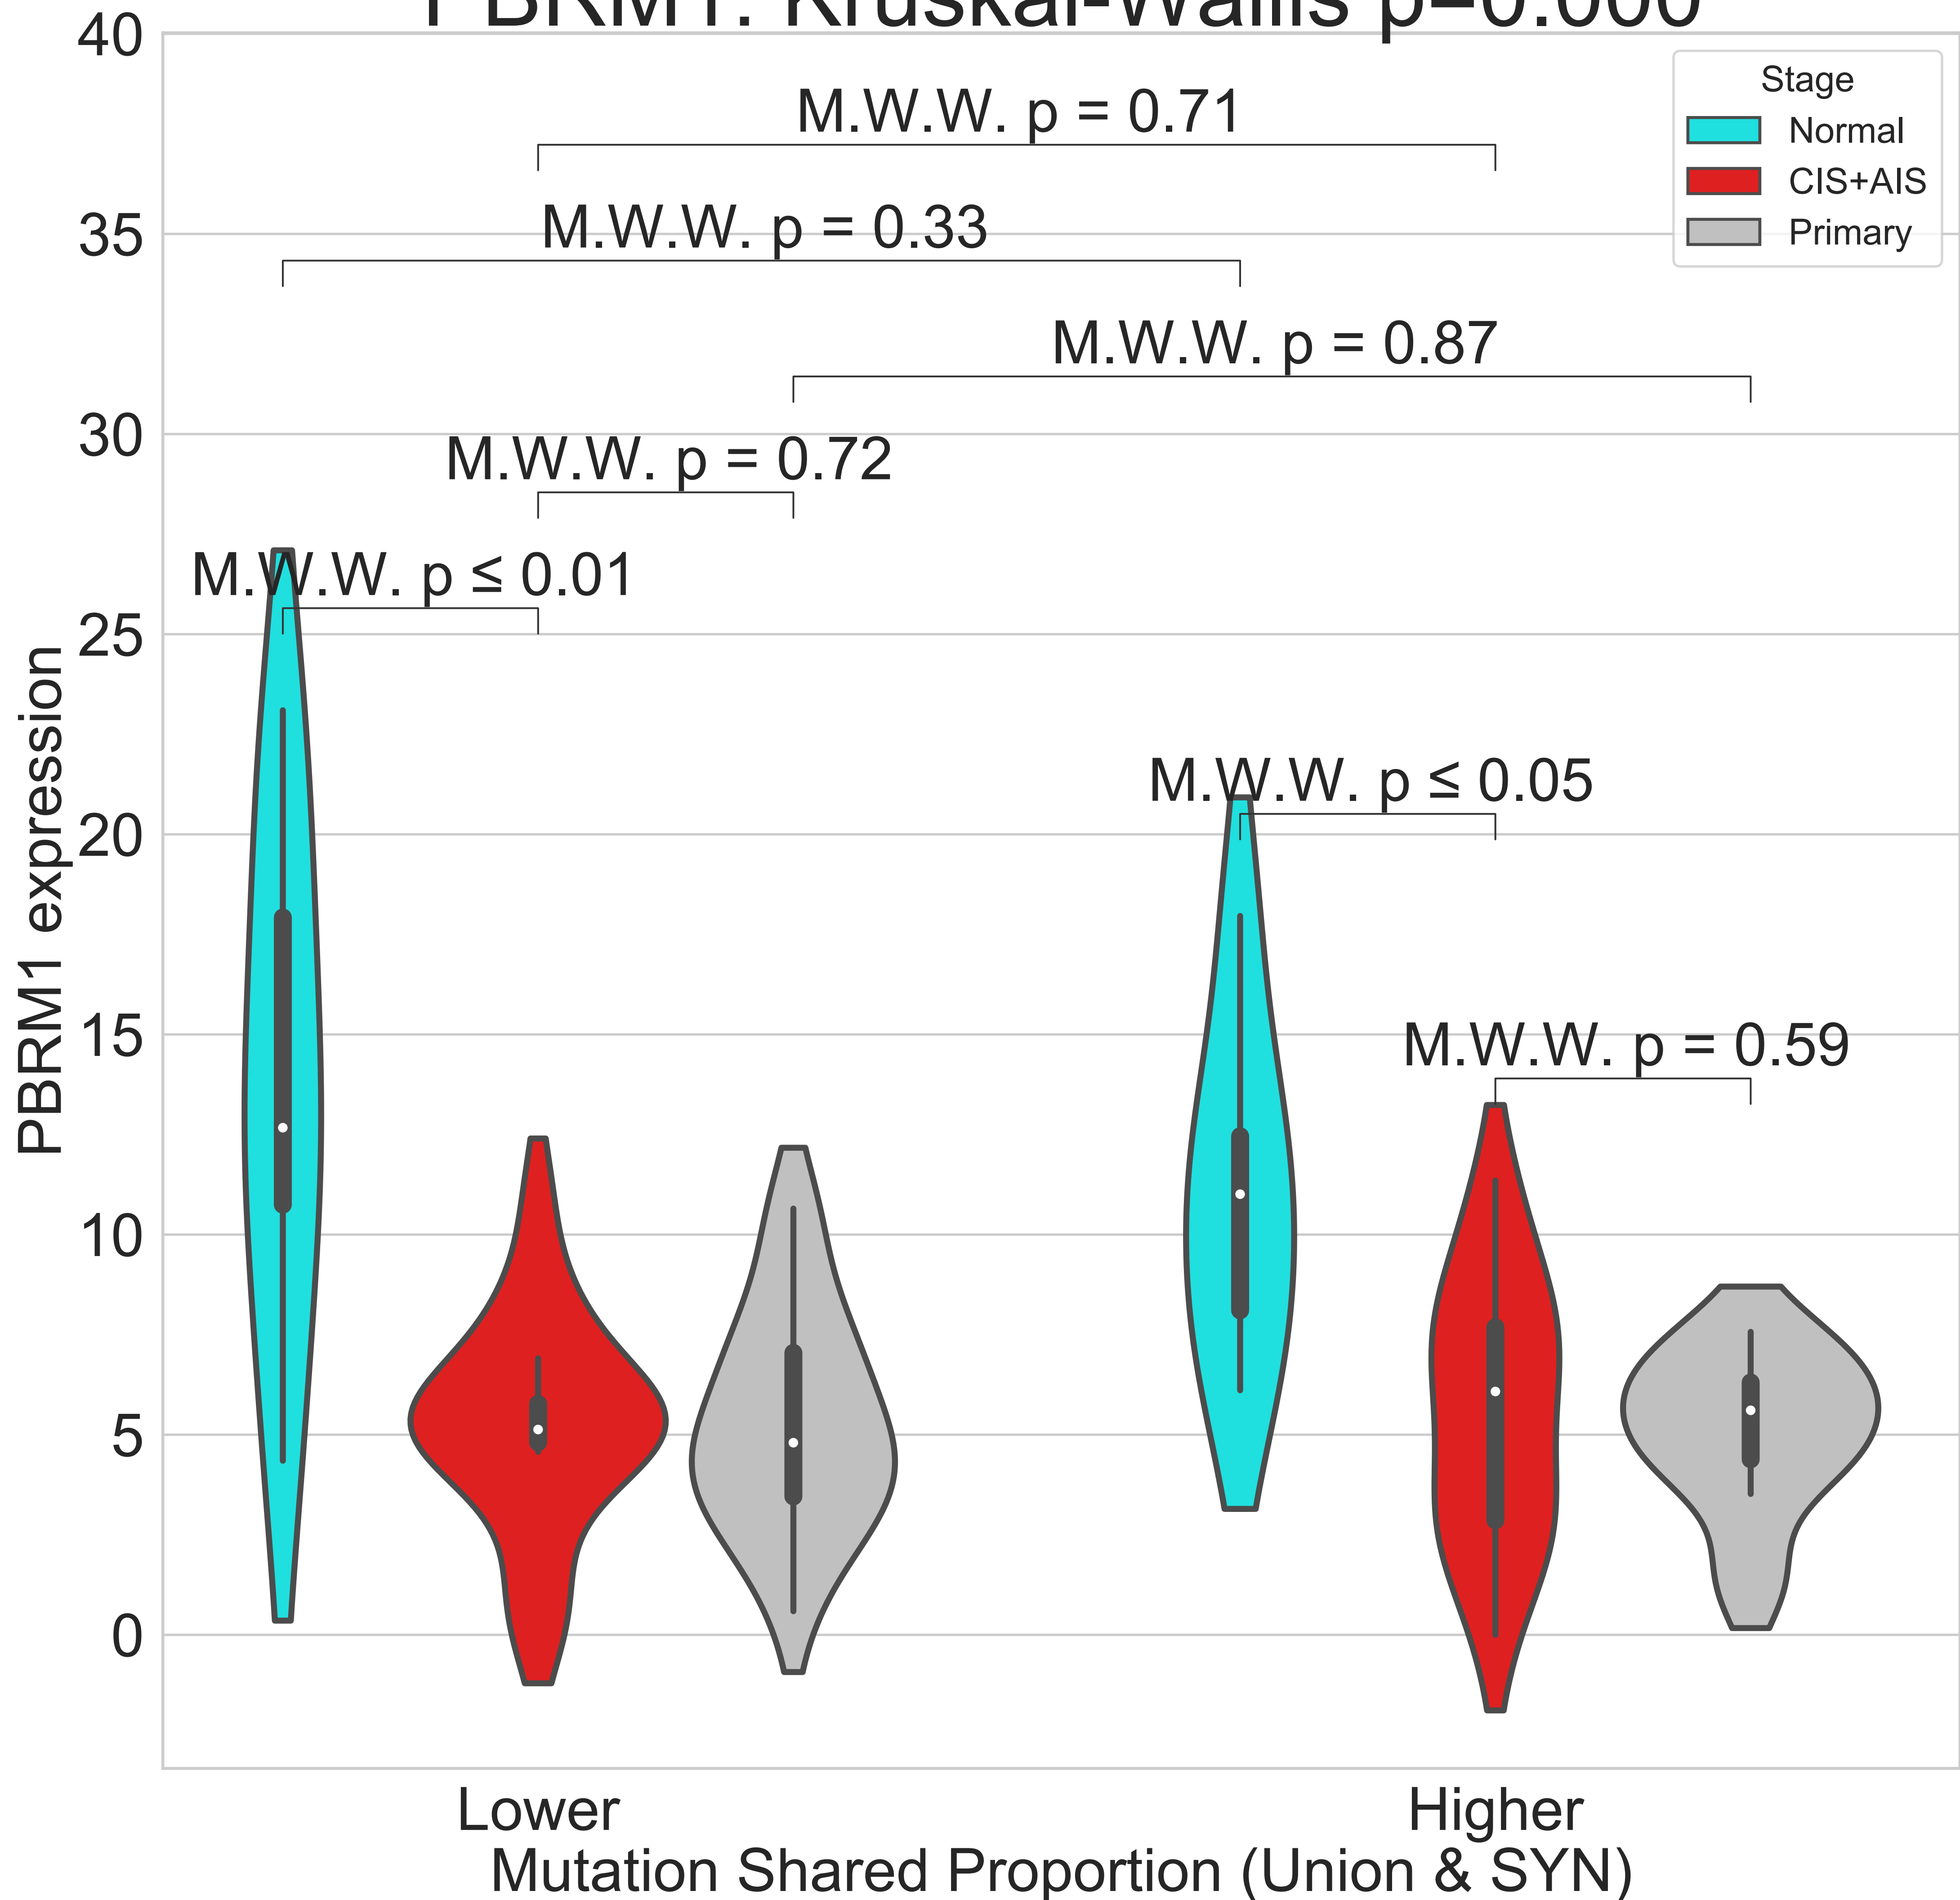 PBRM1: Kruskal-Wallis p=0.000
40
35
30
25
20
15
10
5
0
PBRM1 expression
Stage
Normal
CIS+AIS
Primary
M.W.W. p = 0.71
M.W.W. p = 0.33
M.W.W. p = 0.87
M.W.W. p = 0.72
M.W.W. p ≤ 0.01
M.W.W. p ≤ 0.05
M.W.W. p = 0.59
Lower
Higher
Mutation Shared Proportion (Union & SYN)